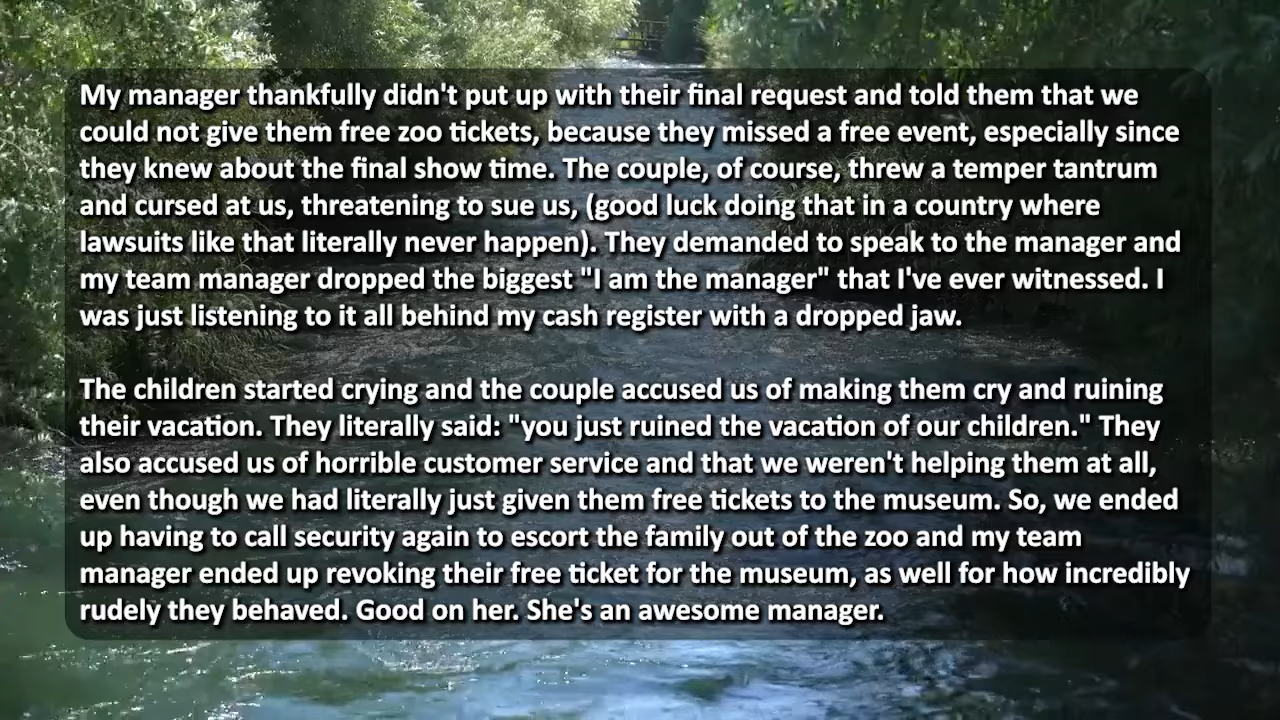 My manager thankfully didn't put up with their final request and told them that we
could not give them free zoo tickets, because they missed a free event, especially since
they knew about the final show time. The couple, of course, threw a temper tantrum
and cursed at us, threatening to sue us, (good luck doing that in a country where
lawsuits like that literally never happen). They demanded to speak to the manager and
my team manager dropped the biggest "I am the manager" that I've ever witnessed. I
was just listening to it all behind my cash register with a dropped jaw.
The children started crying and the couple accused us of making them cry and ruining
their vacation. They literally said: "you just ruined the vacation of our children." They
also accused us of horrible customer service and that we weren't helping them at all,
even though we had literally just given them free tickets to the museum. So, we ended
up having to call security again to escort the family out of the zoo and my team
manager ended up revoking their free ticket for the museum, as well for how incredibly
rudely they behaved. Good on her. She's an awesome manager.